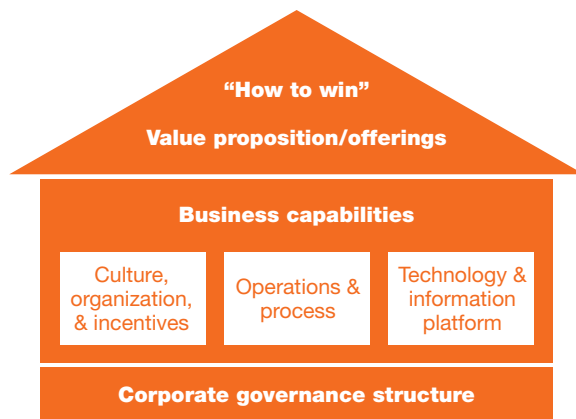 “How to win”
Value proposition/offerings
Business capabilities
Culture,
organization,
& incentives
Operations &
process
Technology &
information
platform
Corporate governance structure